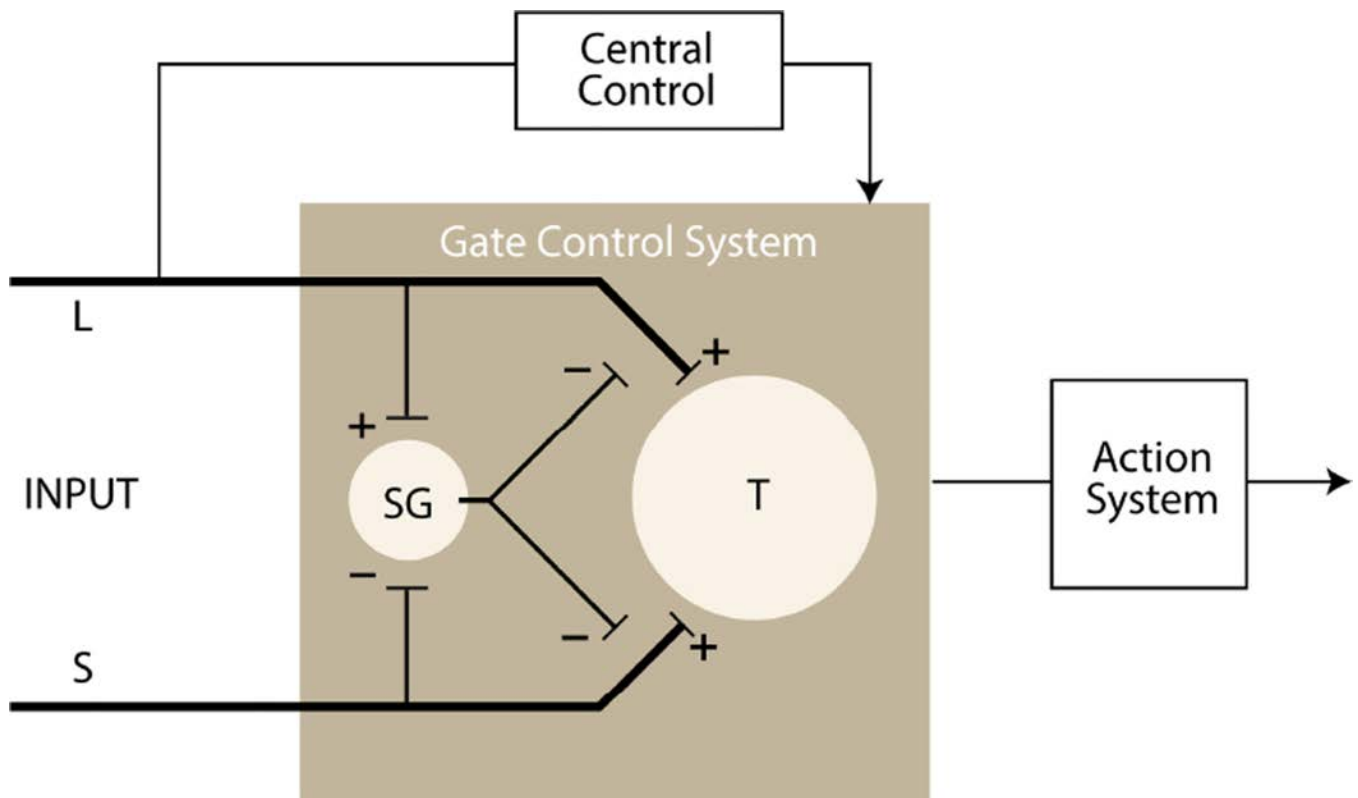 Central
Control
Gate Control System
L
+
−
+
SG
INPUT
T
Action
System
−
−
+
S